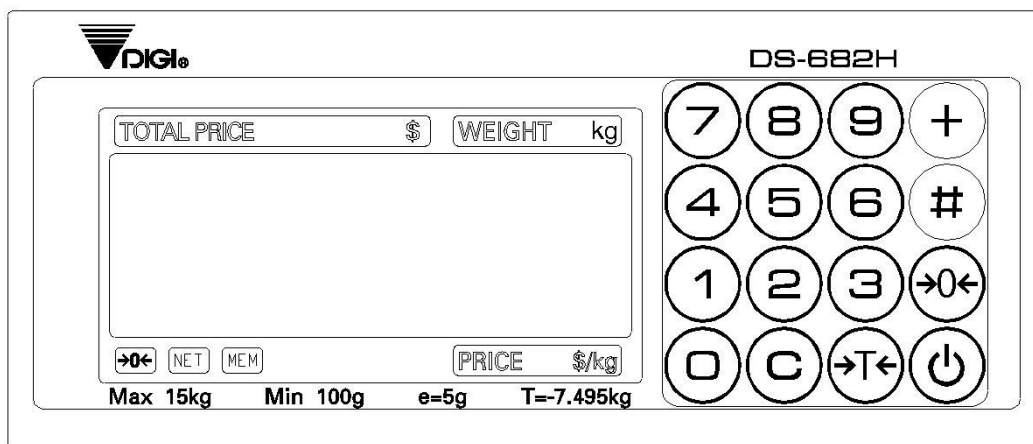 DIGI®
DS-682H
TOTAL PRICE $ WEIGHT kg
7 8 9 +
4 5 6 #
1 2 3 →0←
→0← NET MEM PRICE $/kg
0 C →T←
Max 15kg Min 100g e=5g T=-7.495kg